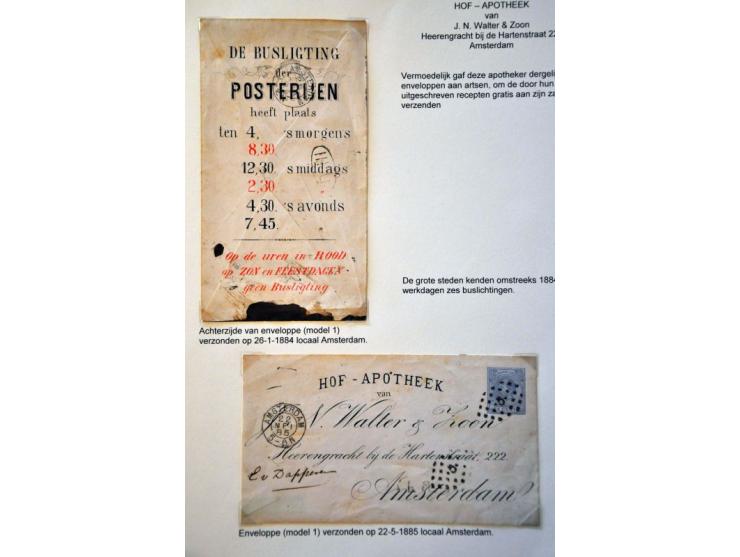 HOF – APOTHEEK
van
J. N. Walter & Zoon
Heerengracht bij de Hartenstraat 22
Amsterdam
Vermoedelijk gaf deze apotheker dergeli
enveloppen aan artsen, om de door hun
uitgeschreven recepten gratis aan zijn za
verzenden
DE BUSLIGTING
der
POSTERIJEN
heeft plaats
ten 4, 's morgens
8,30.
12,30. 's middags
2,30.
4,30. 's avonds
7,45.
Op de uren in ROOD
op ZON en FEESTDAGEN
geen Busligting
De grote steden kenden omstreeks 1884
werkdagen zes buslichtingen.
Achterzijde van enveloppe (model 1)
verzonden op 26-1-1884 locaal Amsterdam.
HOF - APOTHEEK
van
N. Walter & Zoon
Heerengracht bij de Hartenstraat, 222
Amsterdam
AMSTERDAM
22
MEI
85
E v Dapperen
Enveloppe (model 1) verzonden op 22-5-1885 locaal Amsterdam.